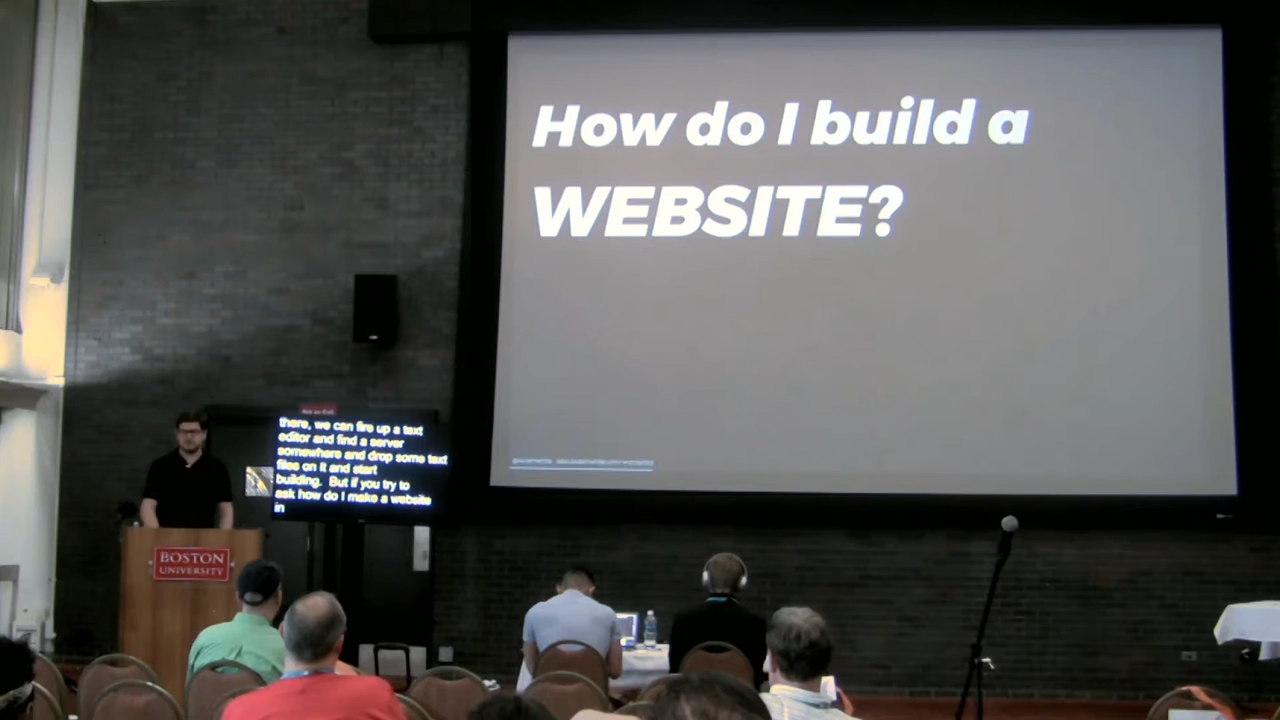 How do I build a
WEBSITE?
there, we can fire up a text
editor and find a server
somewhere and drop some text
files on it and start
building. But if you try to
ask how do I make a website
in
BOSTON
UNIVERSITY